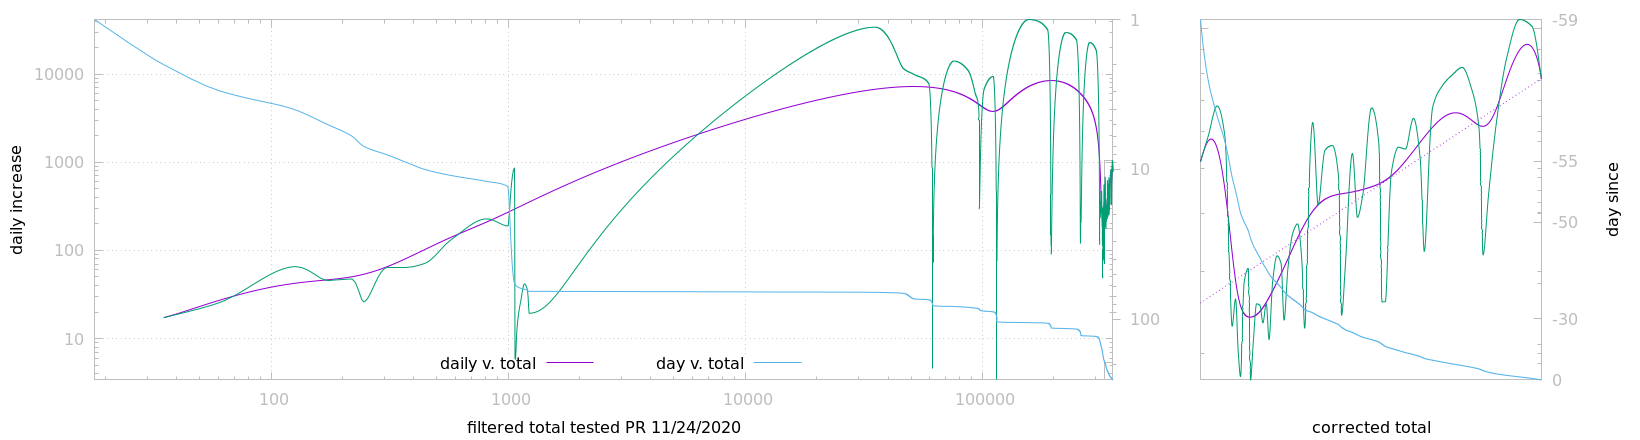 daily increase
10000
1000
100
10
100
1000
10000
100000
1
10
100
daily v. total
day v. total
filtered total tested PR 11/24/2020
-59
-55
-50
-30
0
day since
corrected total